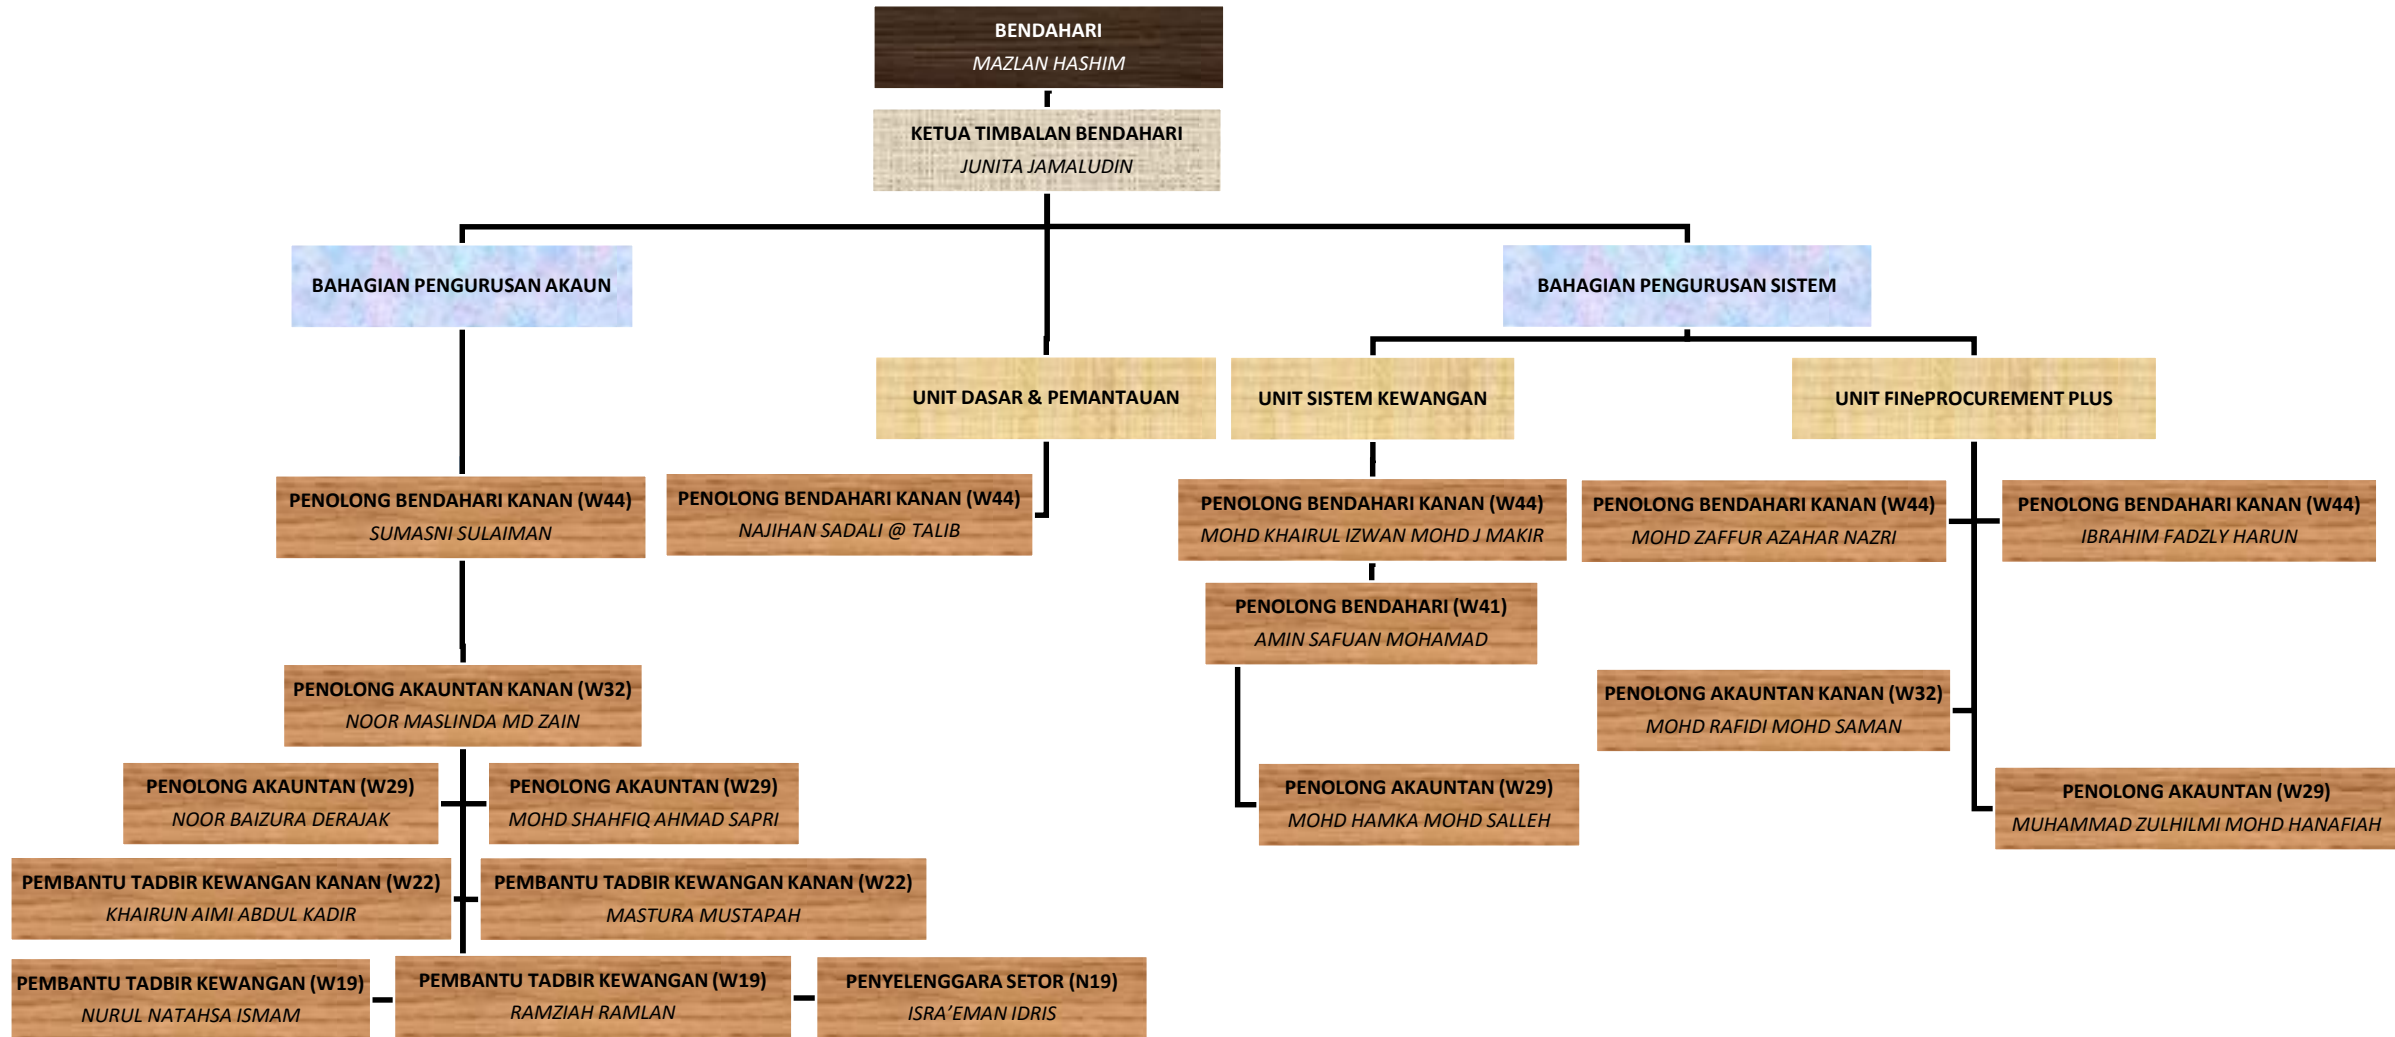 BENDAHARI
MAZLAN HASHIM
KETUA TIMBALAN BENDAHARI
JUNITA JAMALUDIN
BAHAGIAN PENGURUSAN AKAUN
BAHAGIAN PENGURUSAN SISTEM
UNIT DASAR & PEMANTAUAN
UNIT SISTEM KEWANGAN
UNIT FINePROCUREMENT PLUS
PENOLONG BENDAHARI KANAN (W44)
SUMASNI SULAIMAN
PENOLONG BENDAHARI KANAN (W44)
NAJIHAN SADALI @ TALIB
PENOLONG BENDAHARI KANAN (W44)
MOHD KHAIRUL IZWAN MOHD J MAKIR
PENOLONG BENDAHARI KANAN (W44)
MOHD ZAFFUR AZAHAR NAZRI
PENOLONG BENDAHARI KANAN (W44)
IBRAHIM FADZLY HARUN
PENOLONG BENDAHARI (W41)
AMIN SAFUAN MOHAMAD
PENOLONG AKAUNTAN KANAN (W32)
NOOR MASLINDA MD ZAIN
PENOLONG AKAUNTAN KANAN (W32)
MOHD RAFIDI MOHD SAMAN
PENOLONG AKAUNTAN (W29)
NOOR BAIZURA DERAJAK
PENOLONG AKAUNTAN (W29)
MOHD SHAHFIQ AHMAD SAPRI
PENOLONG AKAUNTAN (W29)
MOHD HAMKA MOHD SALLEH
PENOLONG AKAUNTAN (W29)
MUHAMMAD ZULHILMI MOHD HANAFIAH
PEMBANTU TADBIR KEWANGAN KANAN (W22)
KHAIRUN AIMI ABDUL KADIR
PEMBANTU TADBIR KEWANGAN KANAN (W22)
MASTURA MUSTAPAH
PEMBANTU TADBIR KEWANGAN (W19)
NURUL NATAHSA ISMAM
PEMBANTU TADBIR KEWANGAN (W19)
RAMZIAH RAMLAN
PENYELENGGARA SETOR (N19)
ISRA’EMAN IDRIS